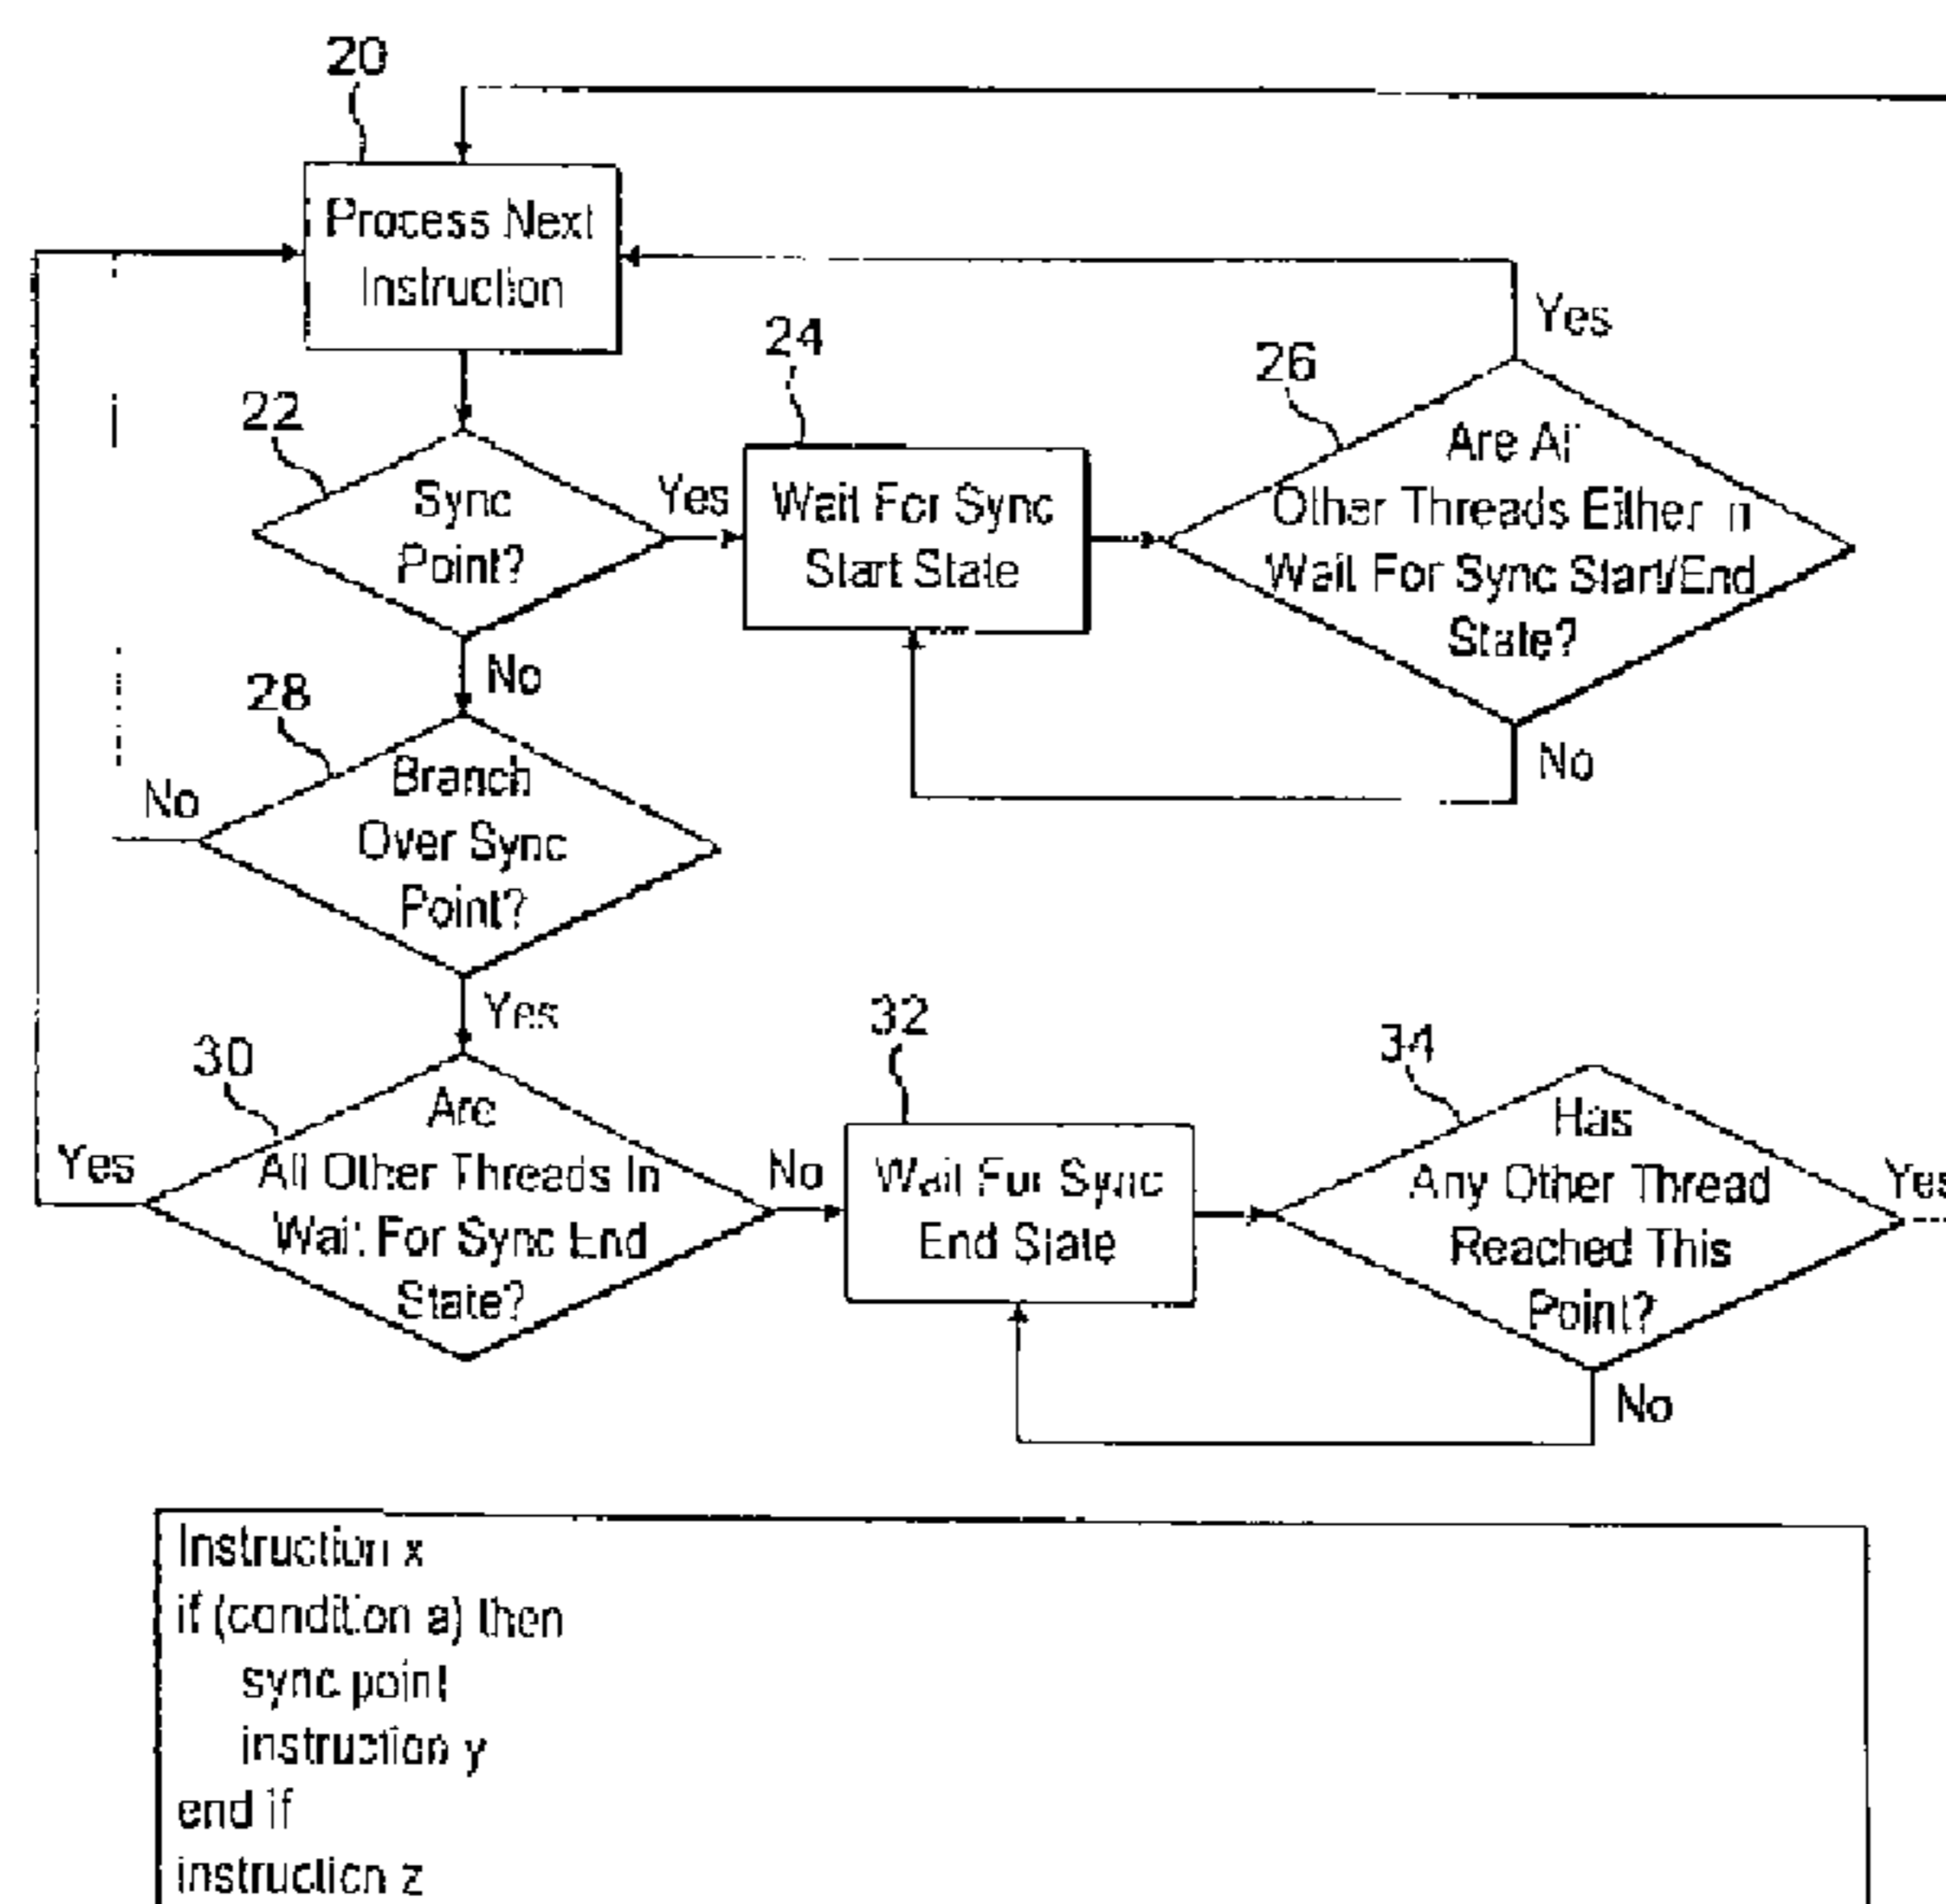 20
Process Next
Instruction
22
Sync
Point?
Yes
No
24
Wait For Sync
Start State
26
Are All
Other Threads Either In
Wait For Sync Start/End
State?
Yes
No
28
Branch
Over Sync
Point?
No
Yes
30
Are
All Other Threads In
Wait For Sync End
State?
Yes
No
32
Wait For Sync
End State
34
Has
Any Other Thread
Reached This
Point?
Yes
No
Instruction x
if (condition a) then
sync point
instruction y
end if
instruction z